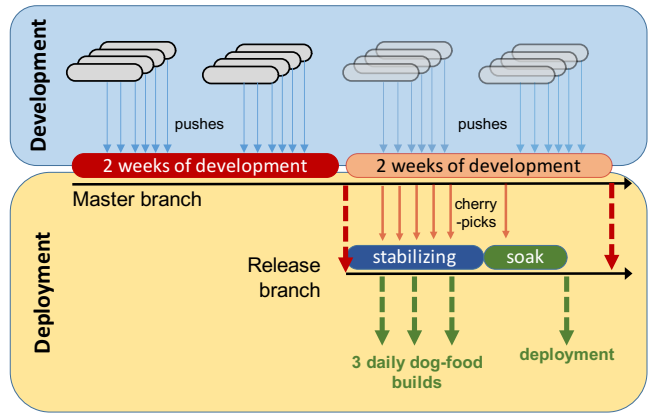 Development
pushes
pushes
2 weeks of development
2 weeks of development
Master branch
cherry
-picks
Deployment
Release
branch
stabilizing
soak
3 daily dog-food
builds
deployment